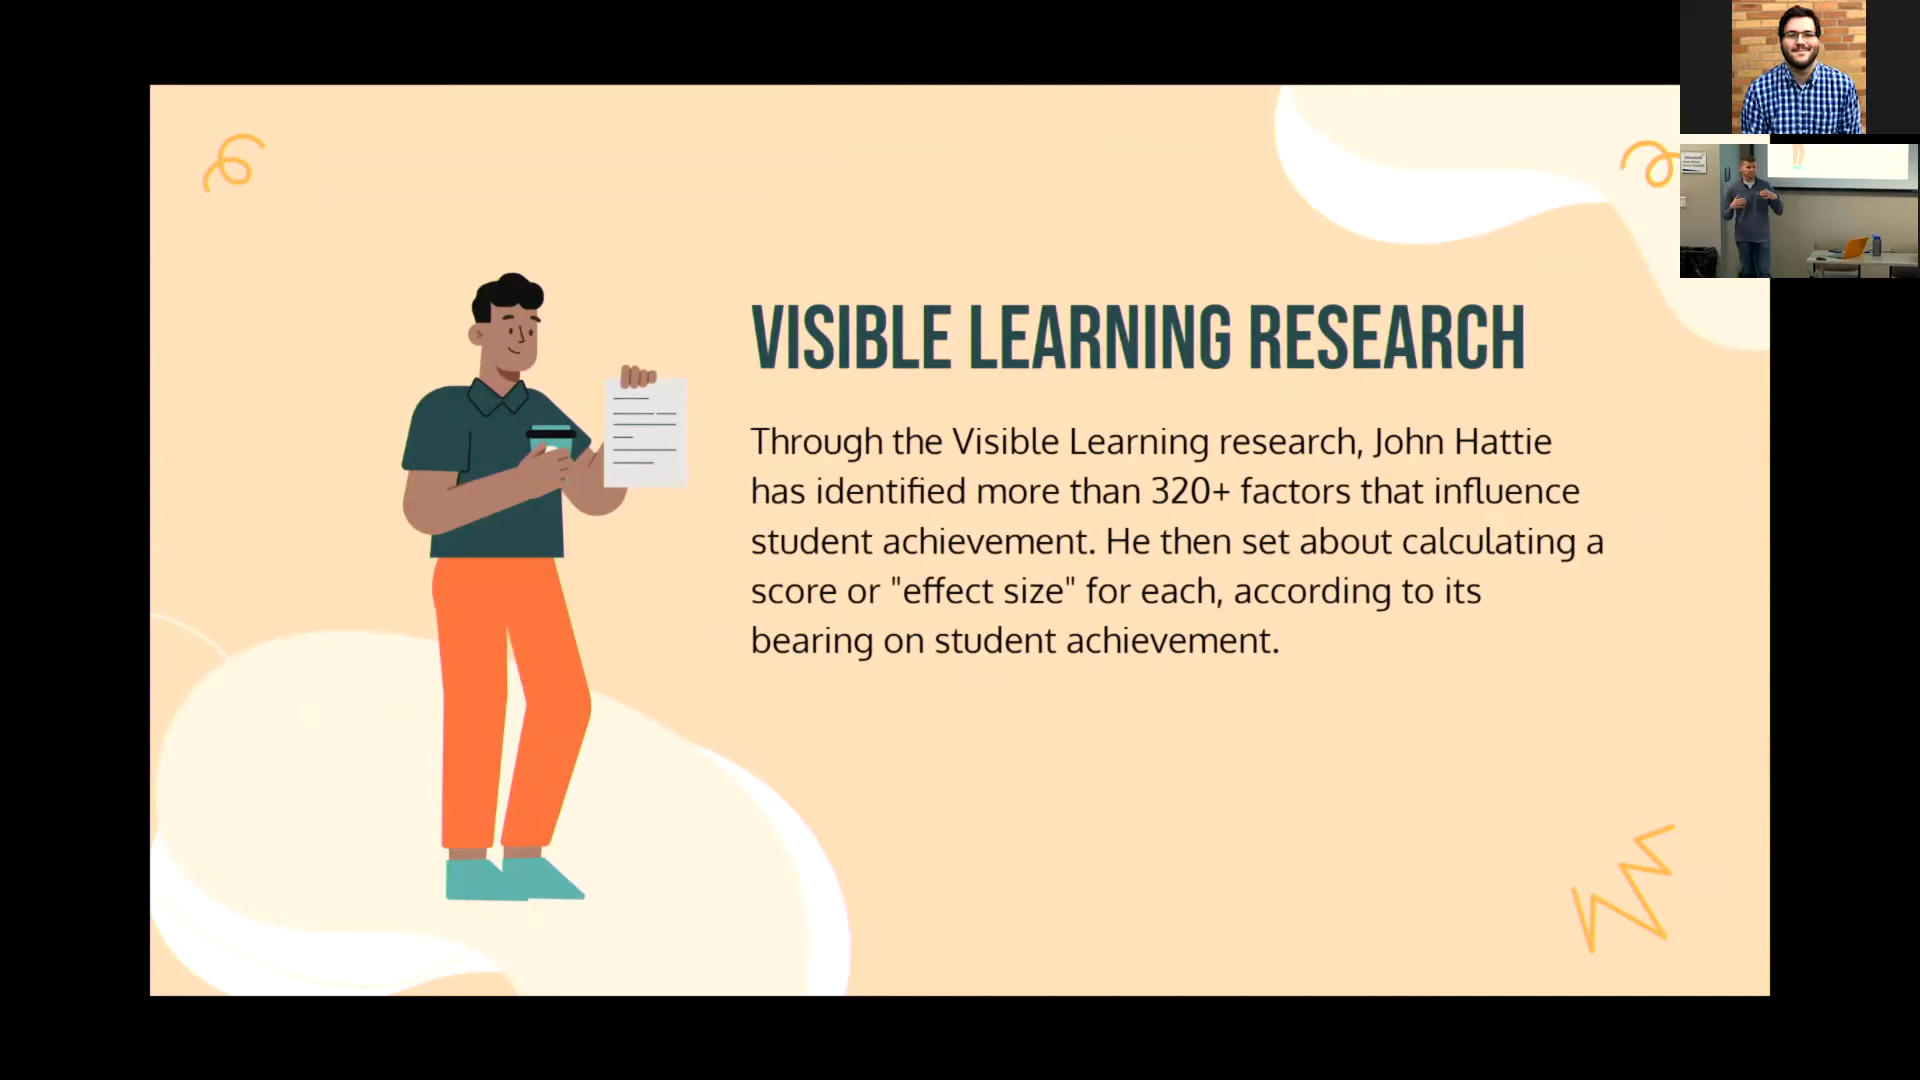 VISIBLE LEARNING RESEARCH
Through the Visible Learning research, John Hattie
has identified more than 320+ factors that influence
student achievement. He then set about calculating a
score or "effect size" for each, according to its
bearing on student achievement.